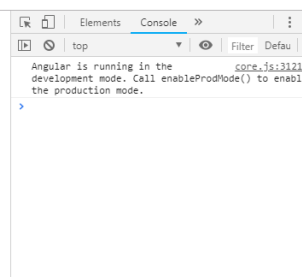 Elements Console »
top Filter Defau
Angular is running in the core.js:3121
development mode. Call enableProdMode() to enabl
the production mode.
>